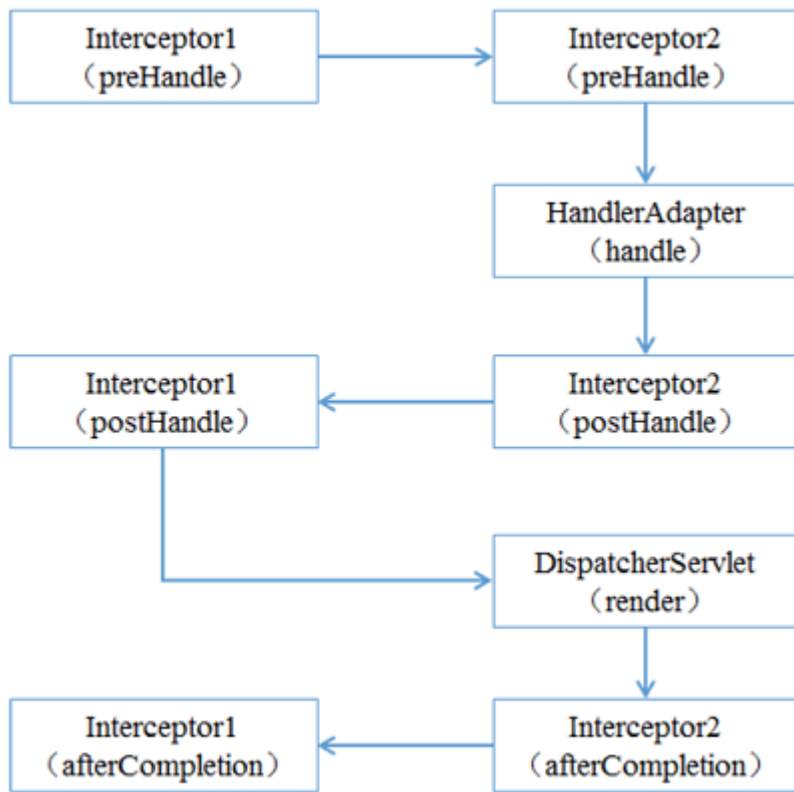 Interceptor1
（preHandle）
Interceptor2
（preHandle）
HandlerAdapter
（handle）
Interceptor1
（postHandle）
Interceptor2
（postHandle）
DispatcherServlet
（render）
Interceptor1
（afterCompletion）
Interceptor2
（afterCompletion）